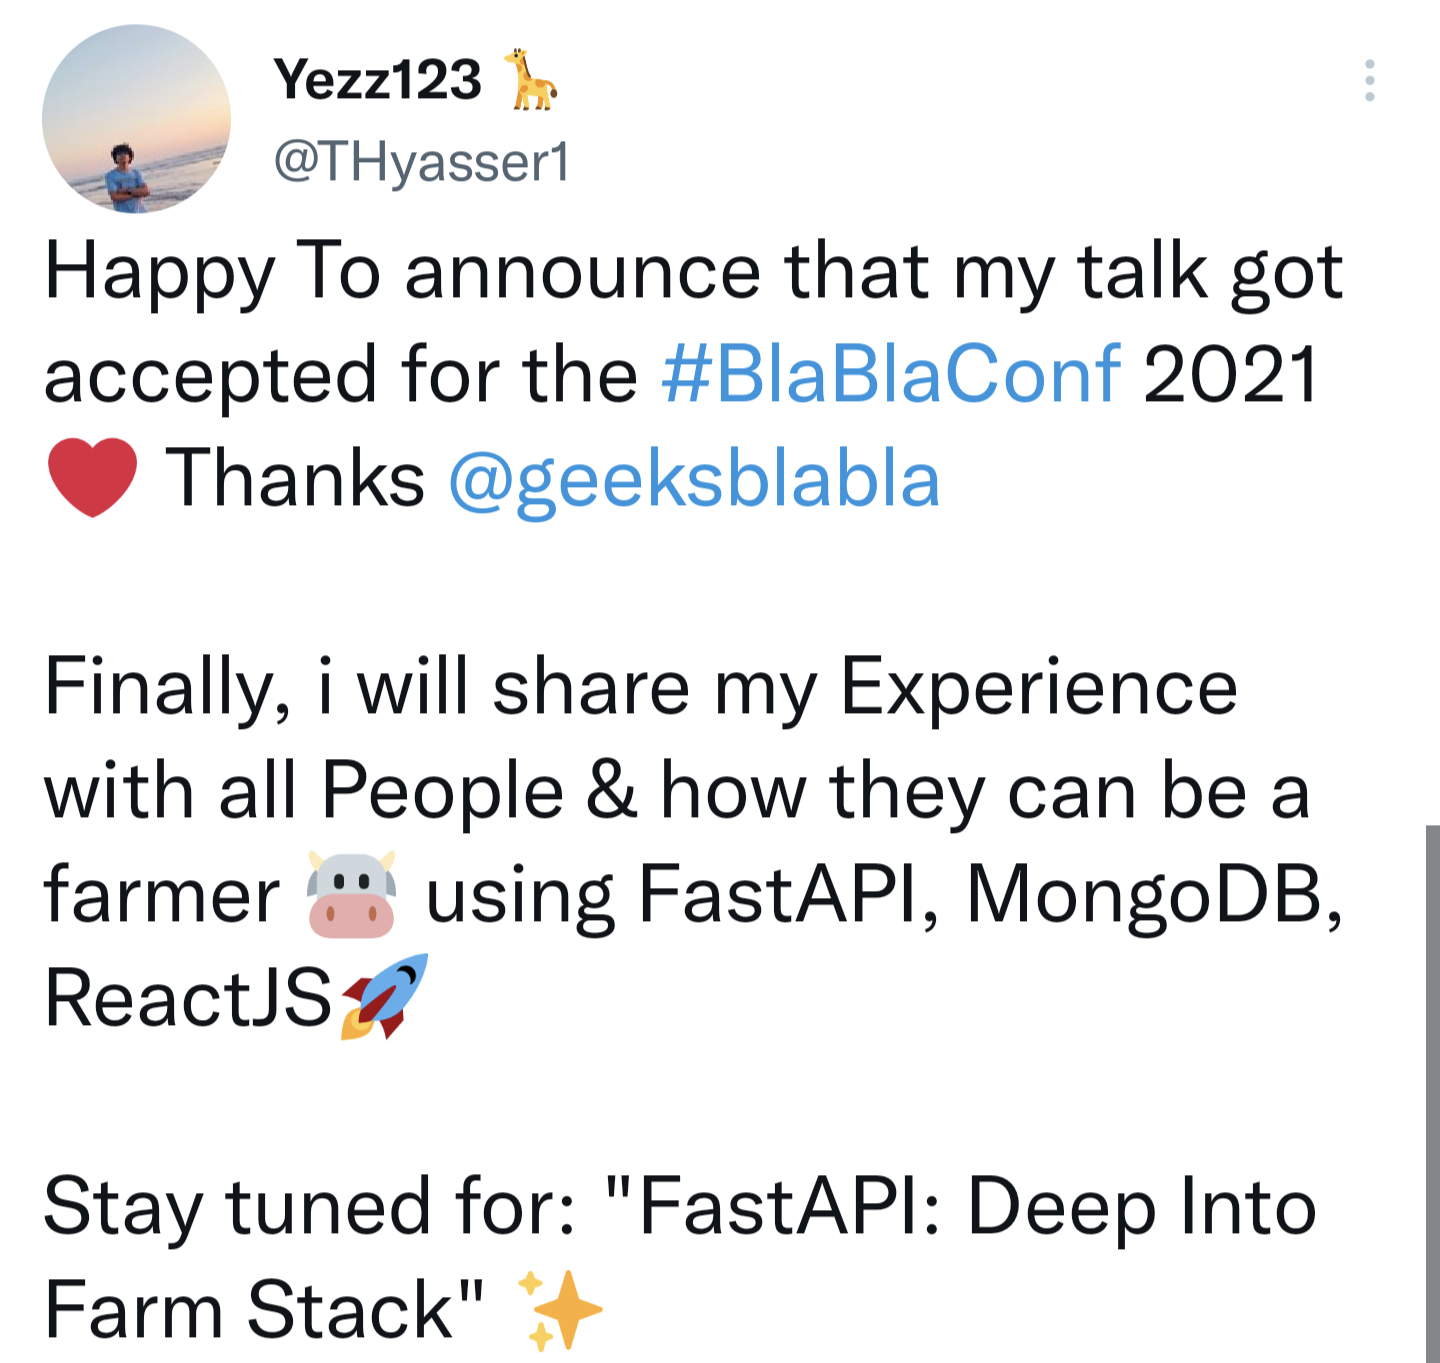 Yezz123 🦒
@THyasser1
Happy To announce that my talk got
accepted for the #BlaBlaConf 2021
❤️ Thanks @geeksblabla
Finally, i will share my Experience
with all People & how they can be a
farmer 🐮 using FastAPI, MongoDB,
ReactJS🚀
Stay tuned for: "FastAPI: Deep Into
Farm Stack" ✨